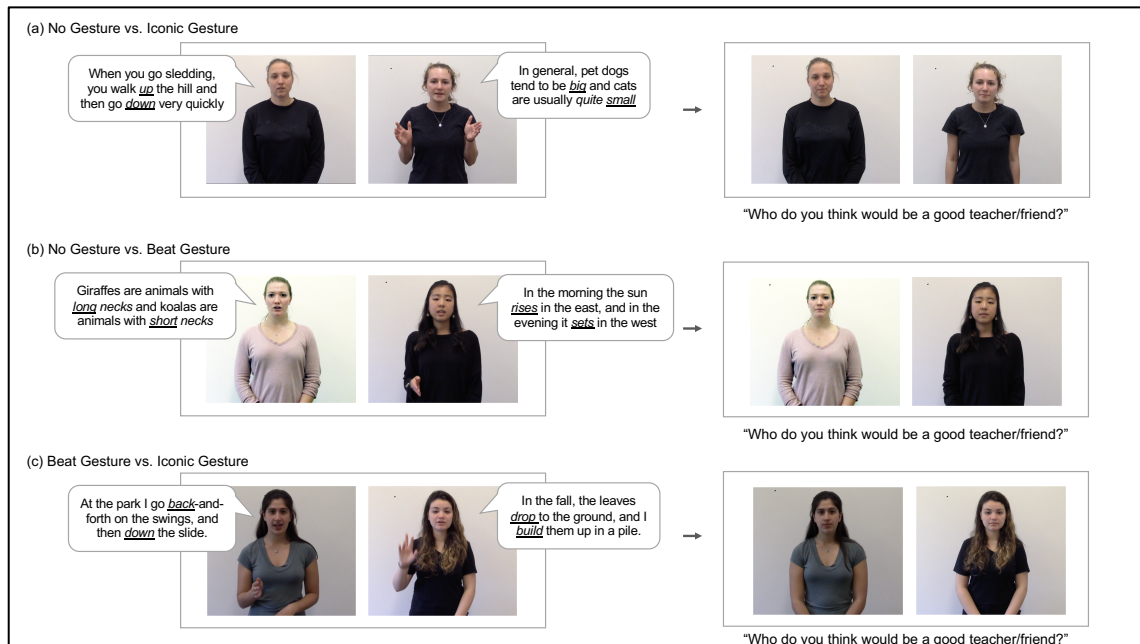 (a) No Gesture vs. Iconic Gesture
When you go sledding,
you walk up the hill and
then go down very quickly
In general, pet dogs
tend to be big and cats
are usually quite small
“Who do you think would be a good teacher/friend?”
(b) No Gesture vs. Beat Gesture
Giraffes are animals with
long necks and koalas are
animals with short necks
In the morning the sun
rises in the east, and in the
evening it sets in the west
“Who do you think would be a good teacher/friend?”
(c) Beat Gesture vs. Iconic Gesture
At the park I go back-and-
forth on the swings, and
then down the slide.
In the fall, the leaves
drop to the ground, and I
build them up in a pile.
“Who do you think would be a good teacher/friend?”